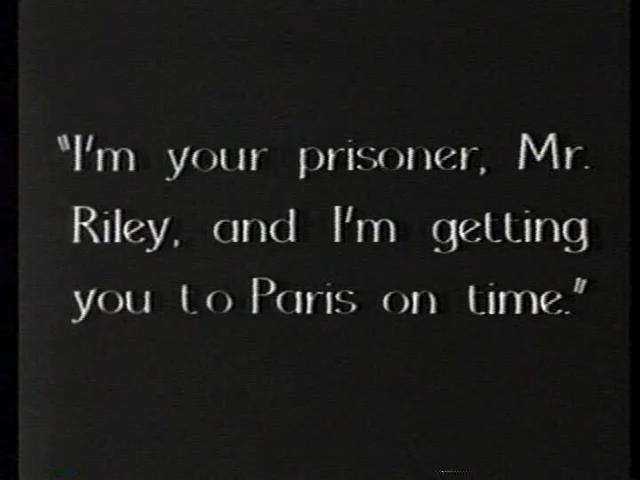 "I'm your prisoner, Mr.
Riley, and I'm getting
you to Paris on time."